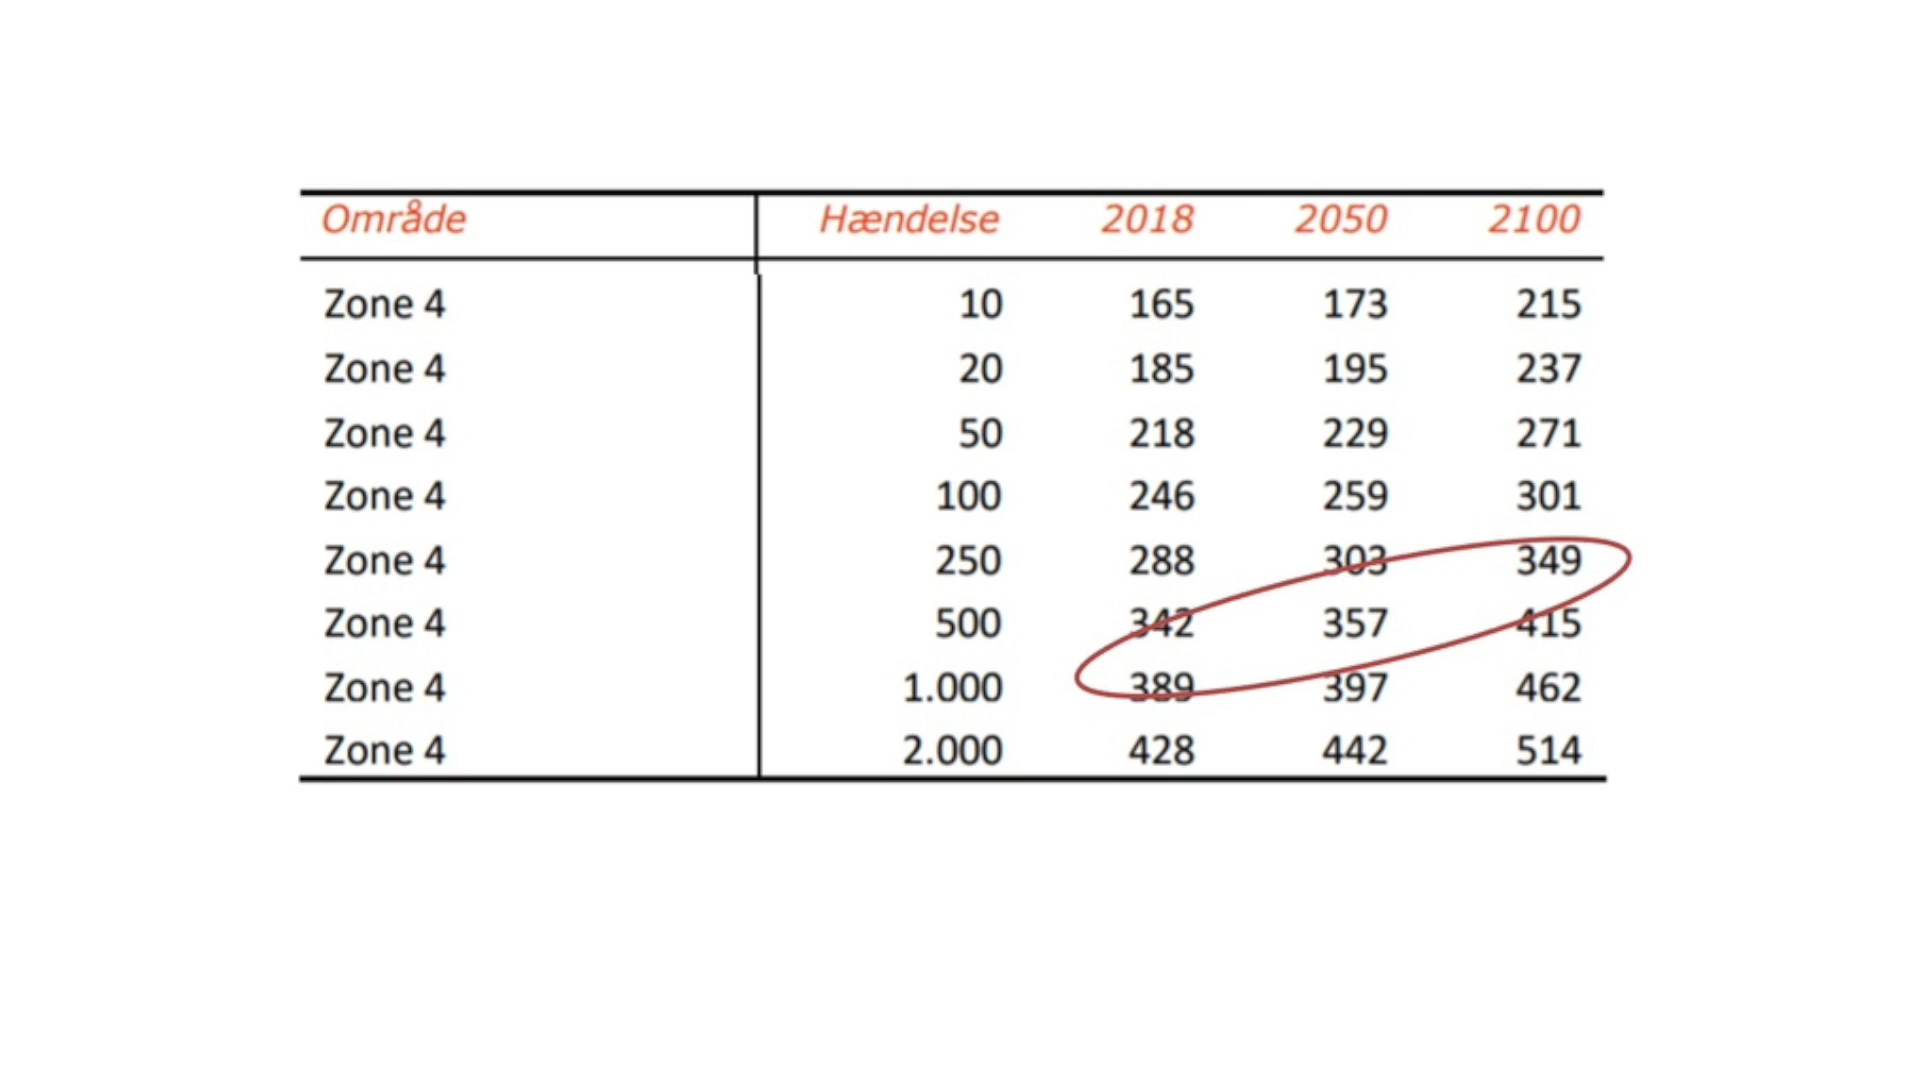 Område Hændelse 2018 2050 2100
Zone 4 10 165 173 215
Zone 4 20 185 195 237
Zone 4 50 218 229 271
Zone 4 100 246 259 301
Zone 4 250 288 303 349
Zone 4 500 342 357 415
Zone 4 1.000 389 397 462
Zone 4 2.000 428 442 514